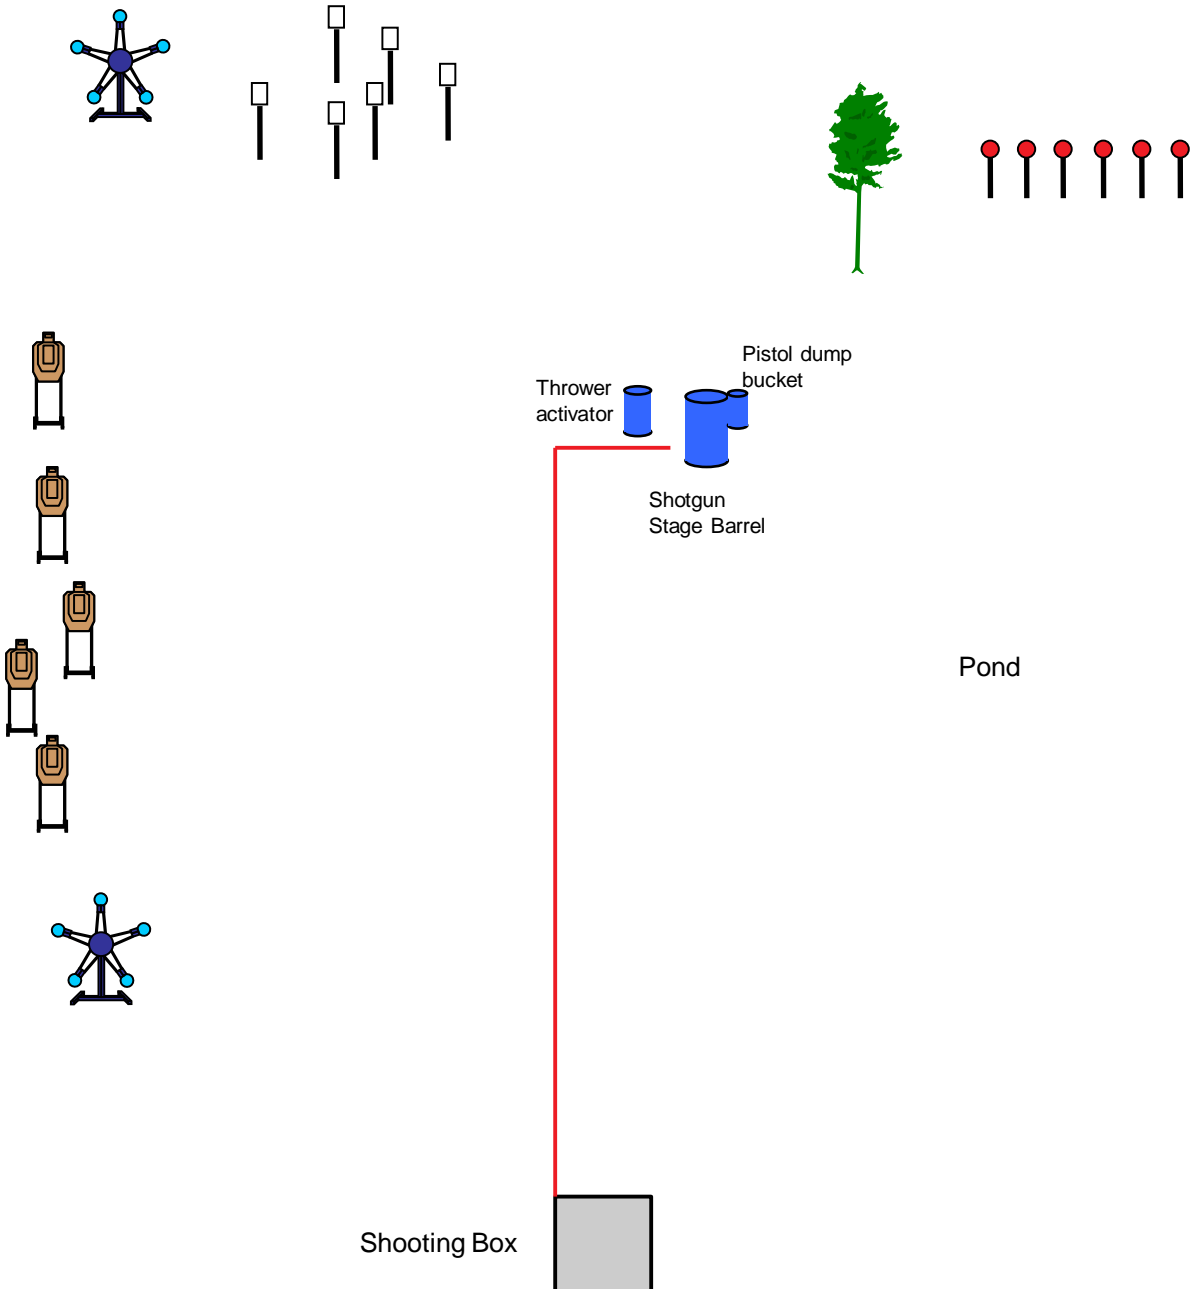 Pistol dump
bucket
Thrower
activator
Shotgun
Stage Barrel
Pond
Shooting Box